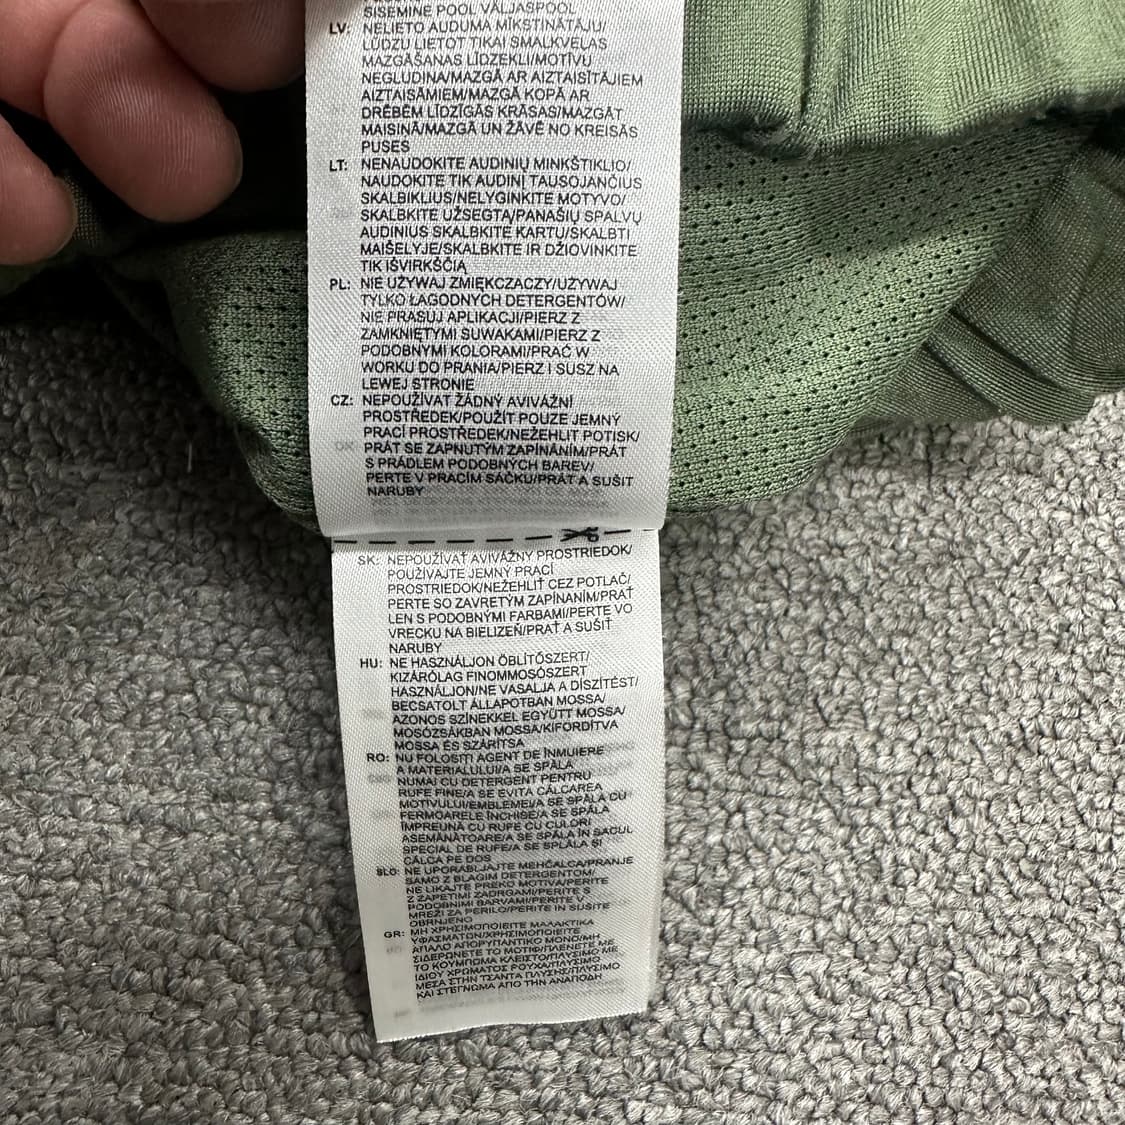 SISEMINE POOL VÄLJASPOOL
LV: NELIETO AUDUMA MĪKSTINĀTĀJU/
LŪDZU LIETOT TIKAI SMALKVEĻAS
MAZGĀŠANAS LĪDZEKLI/MOTĪVU
NEGLUDINA/MAZGĀ AR AIZTAISĪTĀJIEM
AIZTAISĀMIEM/MAZGĀ KOPĀ AR
DRĒBĒM LĪDZĪGĀS KRĀSAS/MAZGĀT
MAISIŅĀ/MAZGĀ UN ŽĀVĒ NO KREISĀS
PUSES
LT: NENAUDOKITE AUDINIŲ MINKŠTIKLIO/
NAUDOKITE TIK AUDINĮ TAUSOJANČIUS
SKALBIKLIUS/NELYGINKITE MOTYVO/
SKALBKITE UŽSEGTA/PANAŠIŲ SPALVŲ
AUDINIUS SKALBKITE KARTU/SKALBTI
MAIŠELYJE/SKALBKITE IR DŽIOVINKITE
TIK IŠVIRKŠČIĄ
PL: NIE UŻYWAJ ZMIĘKCZACZY/UŻYWAJ
TYLKO ŁAGODNYCH DETERGENTÓW/
NIE PRASUJ APLIKACJI/PIERZ Z
ZAMKNIĘTYMI SUWAKAMI/PIERZ Z
PODOBNYMI KOLORAMI/PRAĆ W
WORKU DO PRANIA/PIERZ I SUSZ NA
LEWEJ STRONIE
CZ: NEPOUŽÍVAT ŽÁDNÝ AVIVÁŽNÍ
PROSTŘEDEK/POUŽÍT POUZE JEMNÝ
PRACÍ PROSTŘEDEK/NEŽEHLIT POTISK/
PRÁT SE ZAPNUTÝM ZAPÍNÁNÍM/PRÁT
S PRÁDLEM PODOBNÝCH BAREV/
PERTE V PRACÍM SÁČKU/PRÁT A SUŠIT
NARUBY
SK: NEPOUŽÍVAŤ AVIVÁŽNY PROSTRIEDOK/
POUŽÍVAJTE JEMNÝ PRACÍ
PROSTRIEDOK/NEŽEHLIŤ CEZ POTLAČ/
PERTE SO ZAVRETÝM ZAPÍNANÍM/PRAŤ
LEN S PODOBNÝMI FARBAMI/PERTE VO
VRECKU NA BIELIZEŇ/PRAŤ A SUŠIŤ
NARUBY
HU: NE HASZNÁLJON ÖBLÍTŐSZERT/
KIZÁRÓLAG FINOMMOSÓSZERT
HASZNÁLJON/NE VASALJA A DÍSZÍTÉST/
BECSATOLT ÁLLAPOTBAN MOSSA/
AZONOS SZÍNEKKEL EGYÜTT MOSSA/
MOSÓZSÁKBAN MOSSA/KIFORDÍTVA
MOSSA ÉS SZÁRÍTSA
RO: NU FOLOSIȚI AGENT DE ÎNMUIERE
A MATERIALULUI/A SE SPĂLA
NUMAI CU DETERGENT PENTRU
RUFE FINE/A SE EVITA CĂLCAREA
MOTIVULUI/EMBLEMEI/A SE SPĂLA CU
FERMOARELE ÎNCHISE/A SE SPĂLA
ÎMPREUNĂ CU RUFE CU CULORI
ASEMĂNĂTOARE/A SE SPĂLA ÎN SACUL
SPECIAL DE RUFE/A SE SPLĂLA ȘI
CĂLCA PE DOS
SLO: NE UPORABLJAJTE MEHČALCA/PRANJE
SAMO Z BLAGIM DETERGENTOM/
NE LIKAJTE PREKO MOTIVA/PERITE
Z ZAPETIMI ZADRGAMI/PERITE S
PODOBNIMI BARVAMI/PERITE V
MREŽI ZA PERILO/PERITE IN SUŠITE
OBRNJENO
GR: ΜΗ ΧΡΗΣΙΜΟΠΟΙΕΙΤΕ ΜΑΛΑΚΤΙΚΑ
ΥΦΑΣΜΑΤΩΝ/ΧΡΗΣΙΜΟΠΟΙΕΙΤΕ
ΑΠΑΛΟ ΑΠΟΡΥΠΑΝΤΙΚΟ ΜΟΝΟ/ΜΗ
ΣΙΔΕΡΩΝΕΤΕ ΤΟ ΜΟΤΙΦ/ΠΛΕΝΕΤΕ ΜΕ
ΤΟ ΚΟΥΜΠΩΜΑ ΚΛΕΙΣΤΟ/ΠΛΥΣΙΜΟ ΜΕ
ΙΔΙΟΥ ΧΡΩΜΑΤΟΣ ΡΟΥΧΑ/ΠΛΥΣΙΜΟ
ΜΕΣΑ ΣΤΗΝ ΤΣΑΝΤΑ ΠΛΥΣΗΣ/ΠΛΥΣΙΜΟ
ΚΑΙ ΣΤΕΓΝΩΜΑ ΑΠΟ ΤΗΝ ΑΝΑΠΟΔΗ